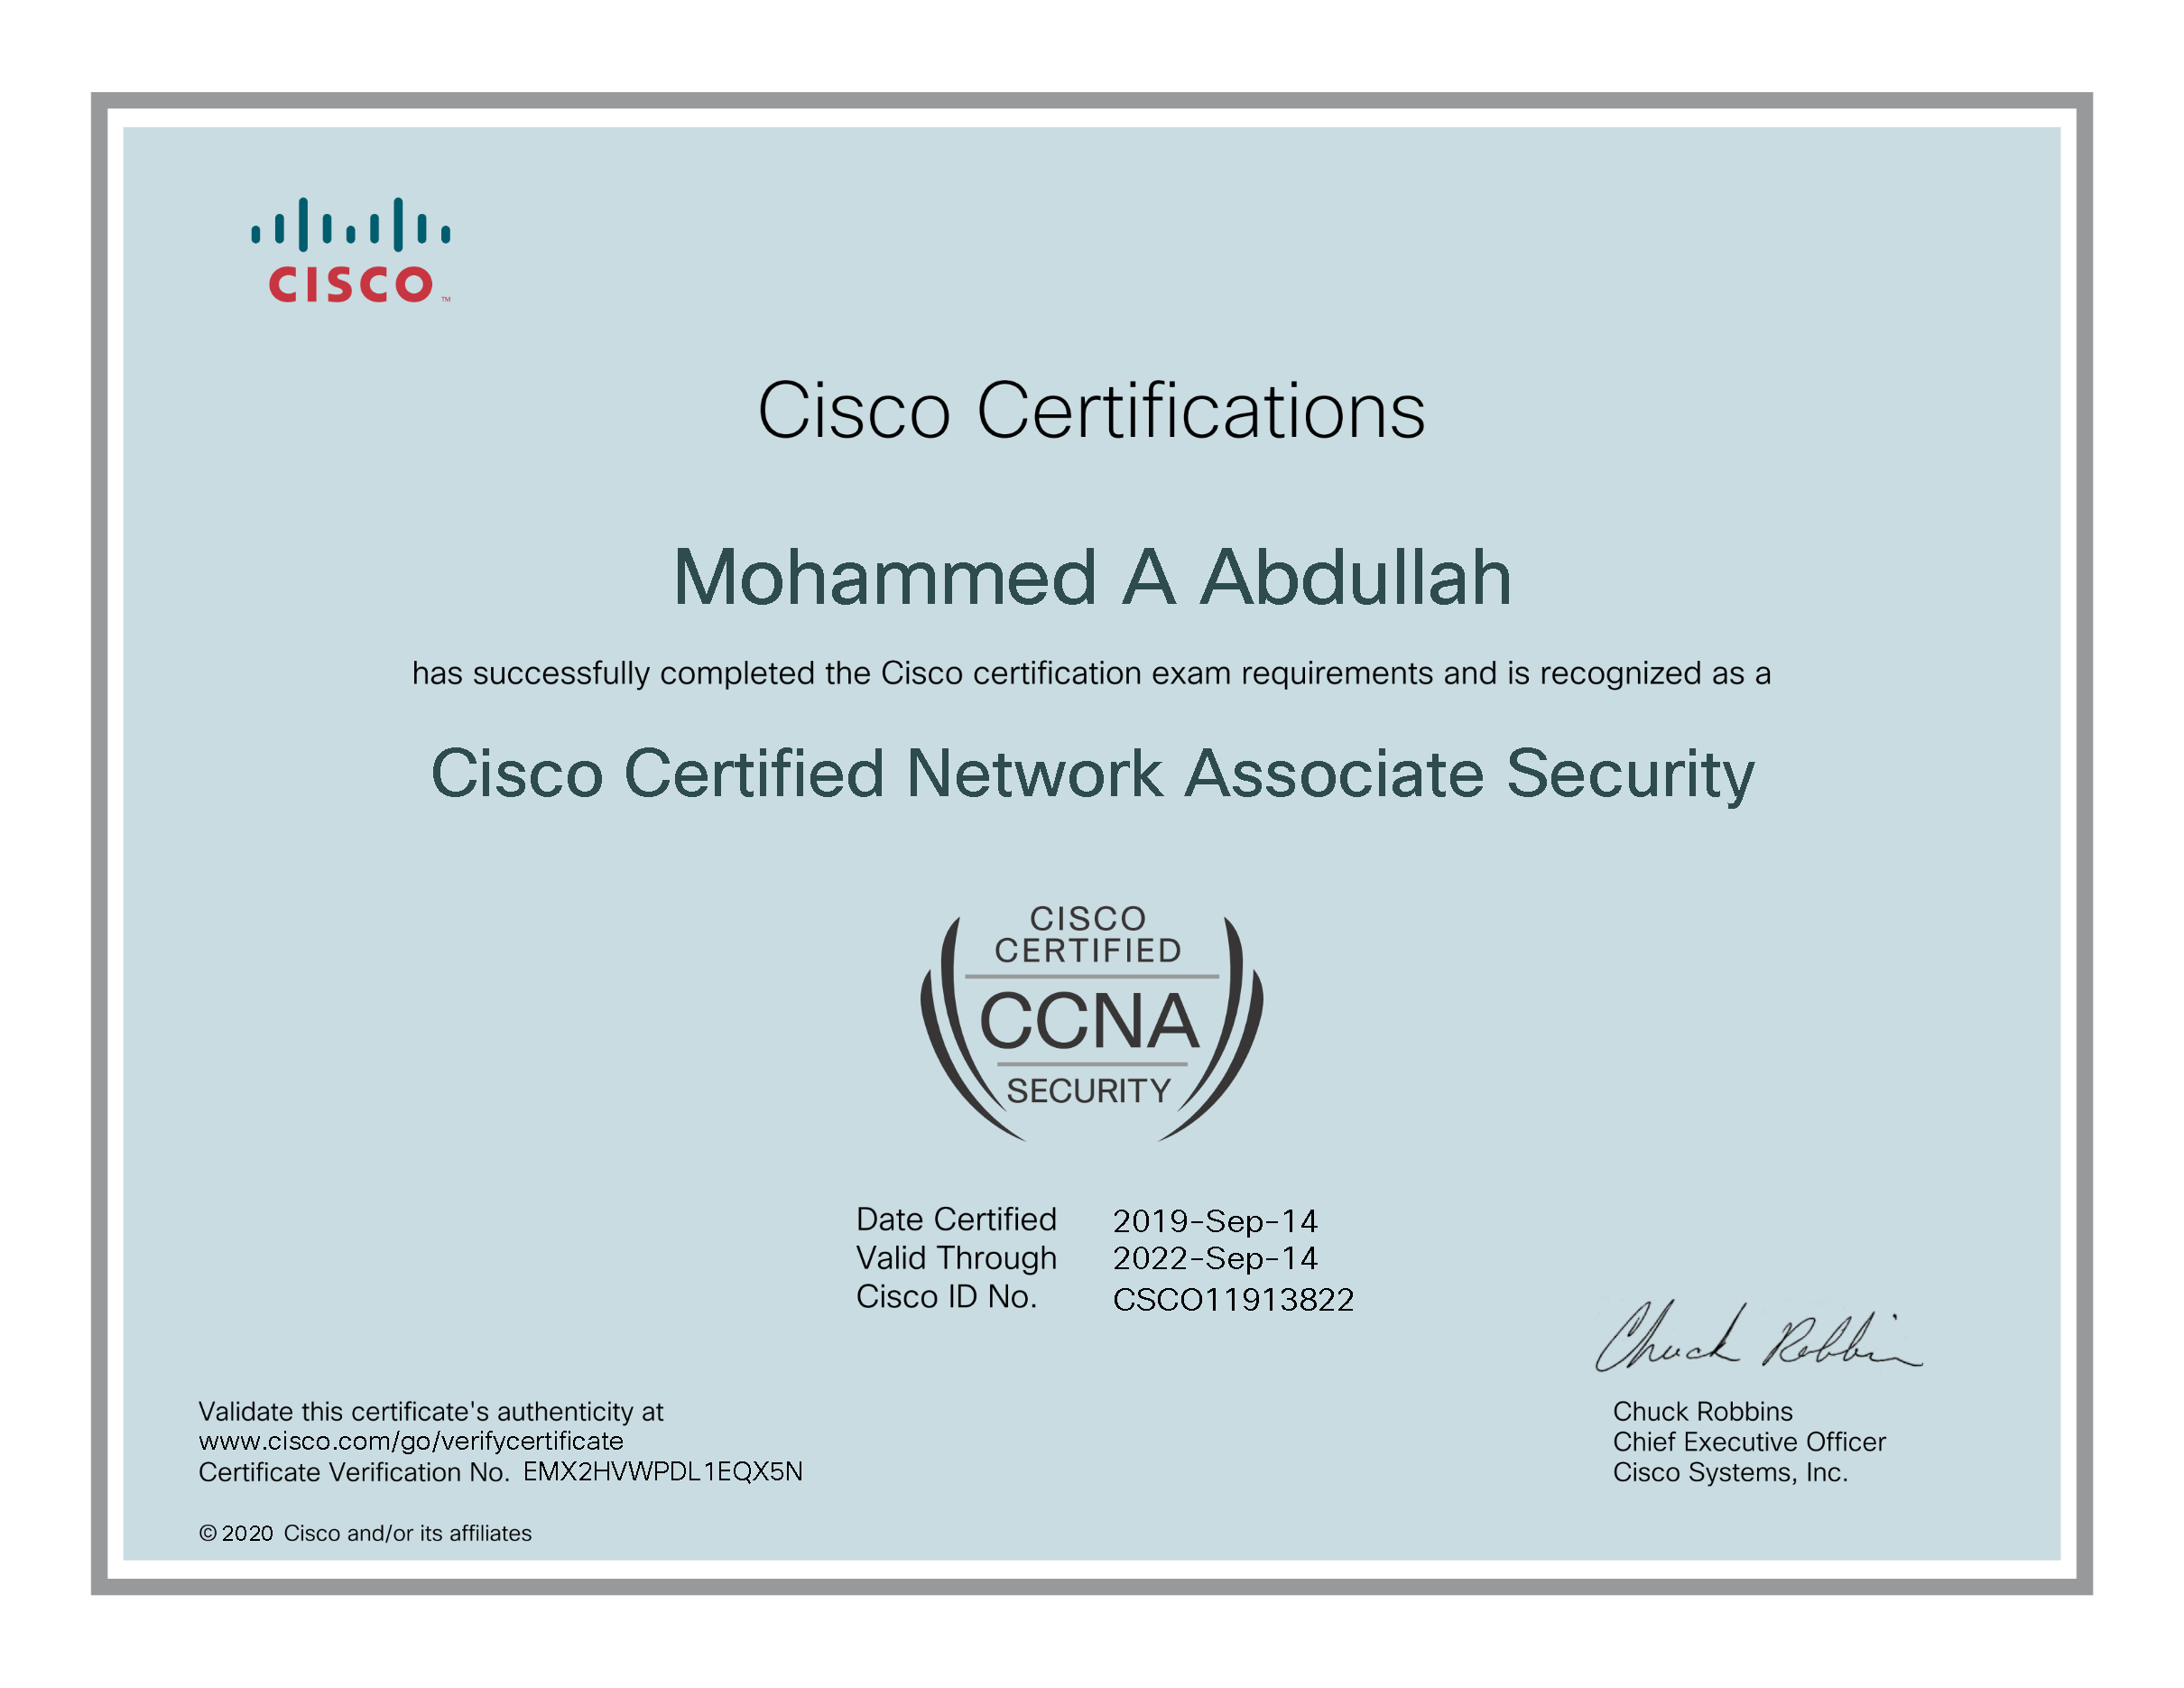 CISCO TM
Cisco Certifications
Mohammed A Abdullah
has successfully completed the Cisco certification exam requirements and is recognized as a
Cisco Certified Network Associate Security
CISCO
CERTIFIED
CCNA
SECURITY
Date Certified 2019-Sep-14
Valid Through 2022-Sep-14
Cisco ID No. CSCO11913822
Chuck Robbins
Validate this certificate's authenticity at
www.cisco.com/go/verifycertificate
Certificate Verification No. EMX2HVWPDL1EQX5N
© 2020 Cisco and/or its affiliates
Chuck Robbins
Chief Executive Officer
Cisco Systems, Inc.